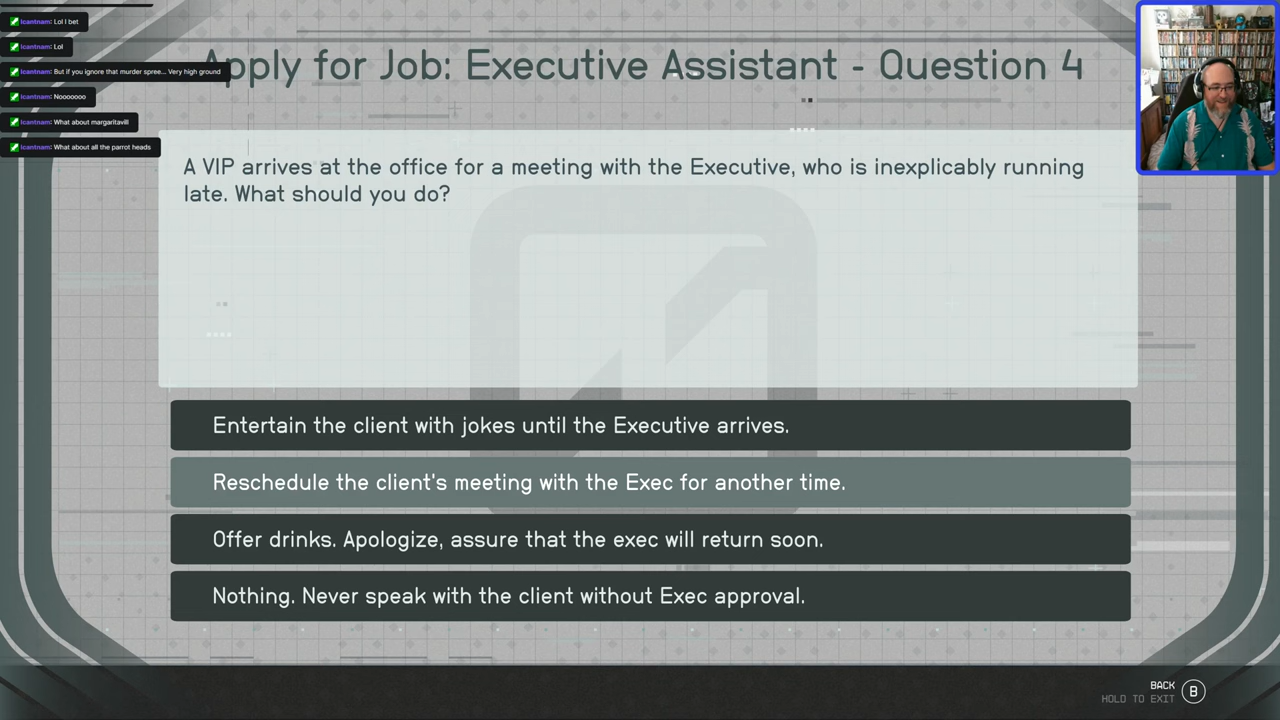 Icantnam: Lol I bet
Icantnam: Lol
Icantnam: But if you ignore that murder spree... Very high ground
Icantnam: Nooooooo
Icantnam: What about margaritavill
Icantnam: What about all the parrot heads
Apply for Job: Executive Assistant - Question 4
A VIP arrives at the office for a meeting with the Executive, who is inexplicably running
late. What should you do?
Entertain the client with jokes until the Executive arrives.
Reschedule the client's meeting with the Exec for another time.
Offer drinks. Apologize, assure that the exec will return soon.
Nothing. Never speak with the client without Exec approval.
BACK
HOLD TO EXIT
B